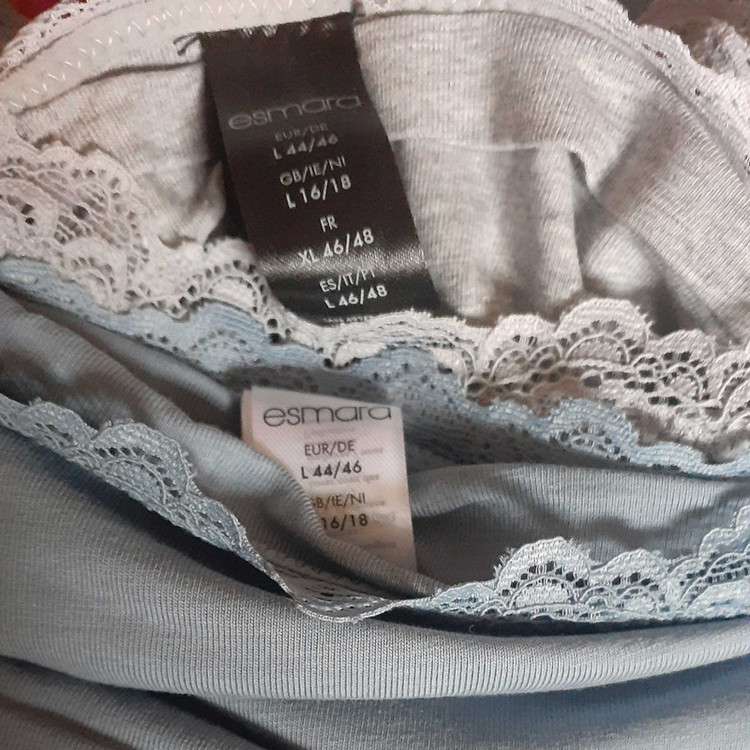 esmara
EUR/DE
L 44/46
GB/IE/NI
L 16/18
FR
XL 46/48
ES/IT/PT
L 46/48
esmara
EUR/DE
L 44/46
GB/IE/NI
16/18